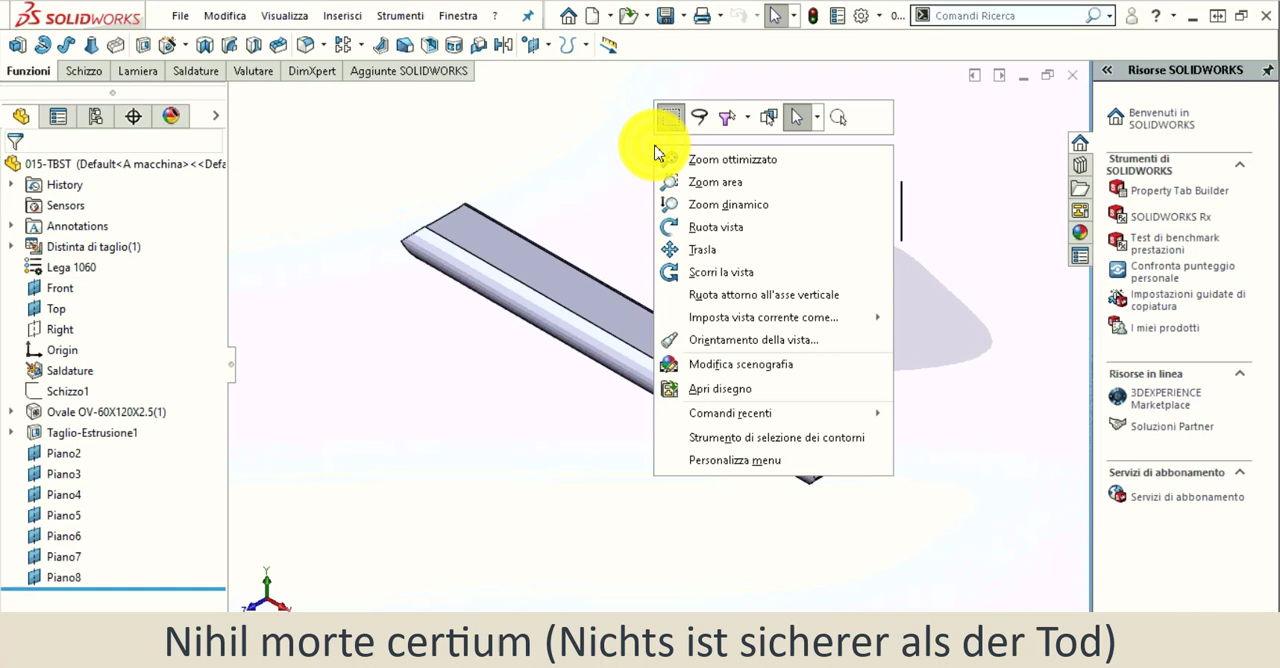 SOLIDWORKS File Modifica Visualizza Inserisci Strumenti Finestra ? 0... Comandi Ricerca ?
Funzioni Schizzo Lamiera Saldature Valutare DimXpert Aggiunte SOLIDWORKS
015-TBST (Default<A macchina><<Defa
History
Sensors
Annotations
Distinta di taglio(1)
Lega 1060
Front
Top
Right
Origin
Saldature
Schizzo1
Ovale OV-60X120X2.5(1)
Taglio-Estrusione1
Piano2
Piano3
Piano4
Piano5
Piano6
Piano7
Piano8
Y
Zoom ottimizzato
Zoom area
Zoom dinamico
Ruota vista
Trasla
Scorri la vista
Ruota attorno all'asse verticale
Imposta vista corrente come...
Orientamento della vista...
Modifica scenografia
Apri disegno
Comandi recenti
Strumento di selezione dei contorni
Personalizza menu
Risorse SOLIDWORKS
Benvenuti in
SOLIDWORKS
Strumenti di
SOLIDWORKS
Property Tab Builder
SOLIDWORKS Rx
Test di benchmark
prestazioni
Confronta punteggio
personale
Impostazioni guidate di
copiatura
I miei prodotti
Risorse in linea
3DEXPERIENCE
Marketplace
Soluzioni Partner
Servizi di abbonamento
Servizi di abbonamento
Nihil morte certium (Nichts ist sicherer als der Tod)